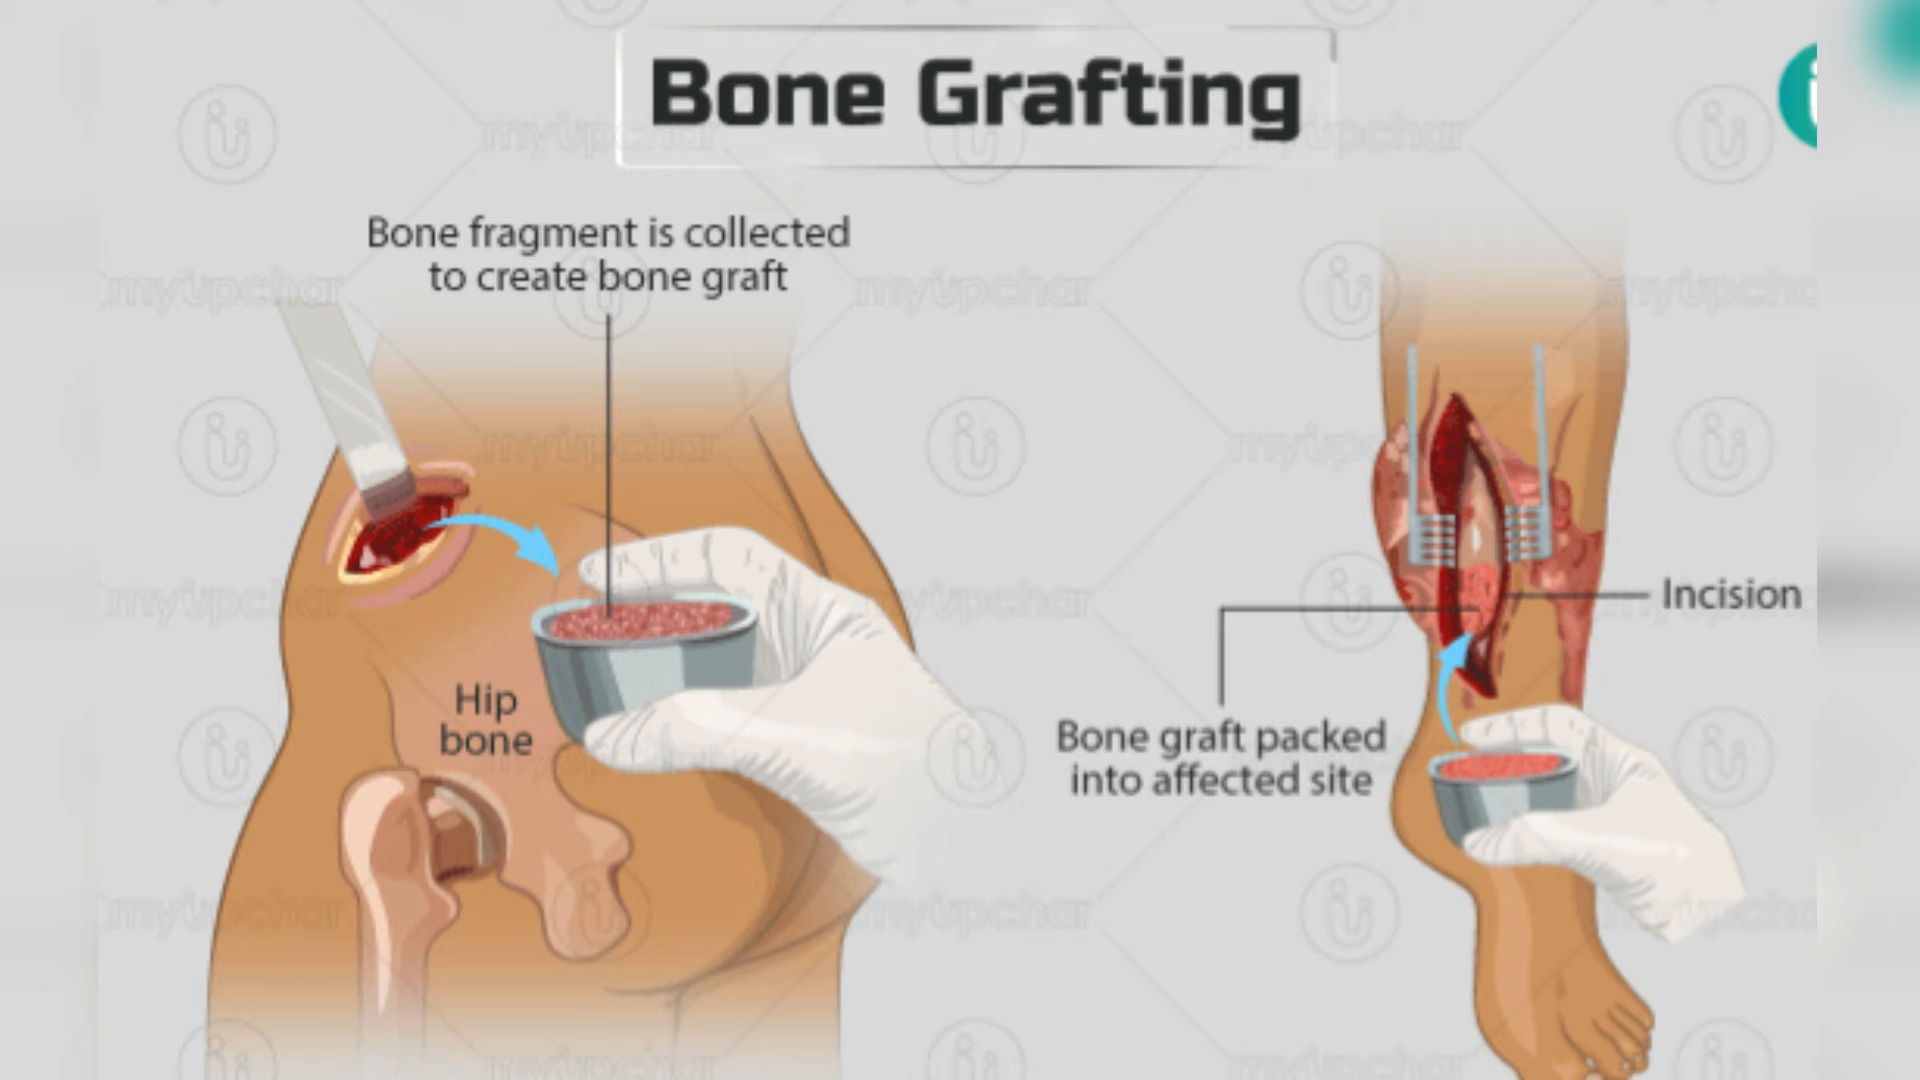 Bone Grafting
Bone fragment is collected
to create bone graft
Hip
bone
Incision
Bone graft packed
into affected site
myupchar